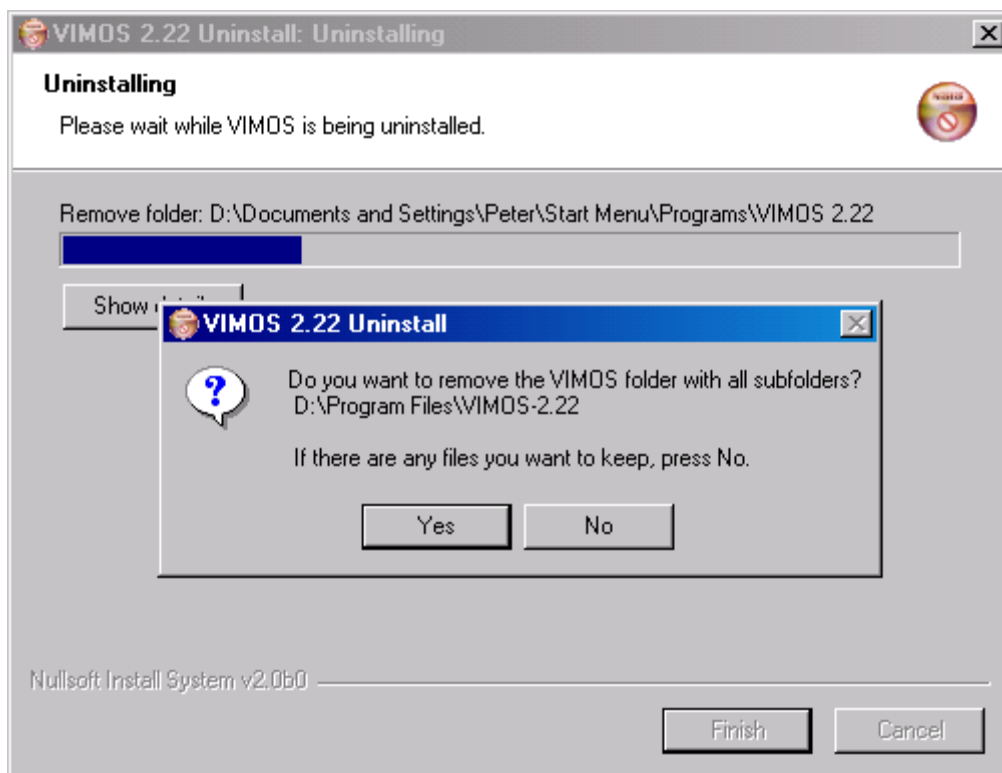 VIMOS 2.22 Uninstall: Uninstalling
Uninstalling
Please wait while VIMOS is being uninstalled.
Remove folder: D:\Documents and Settings\Peter\Start Menu\Programs\VIMOS 2.22
Show
VIMOS 2.22 Uninstall
Do you want to remove the VIMOS folder with all subfolders?
D:\Program Files\VIMOS-2.22
If there are any files you want to keep, press No.
Yes No
Nullsoft Install System v2.0b0
Finish Cancel